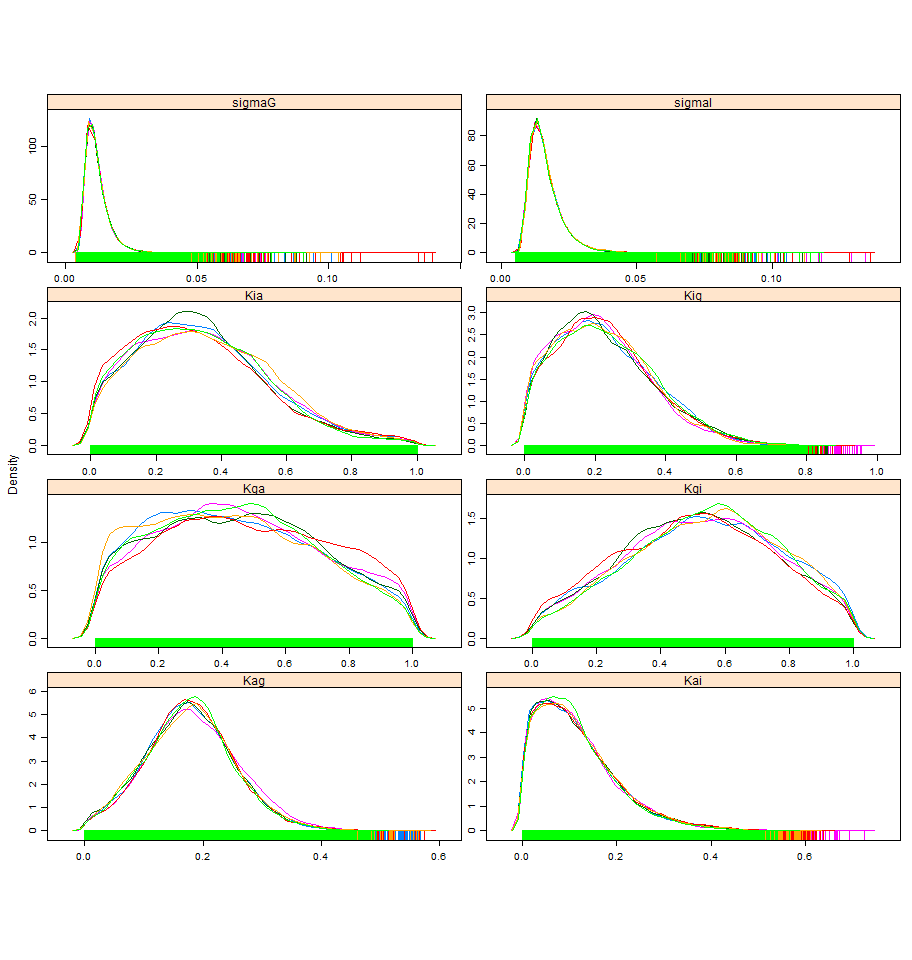 sigmaG
sigmaI
0 50 100
0 20 40 60 80
0.00 0.05 0.10
0.00 0.05 0.10
Kia
Kig
0.0 0.5 1.0 1.5 2.0
0.0 0.5 1.0 1.5 2.0 2.5 3.0
0.0 0.2 0.4 0.6 0.8 1.0
0.0 0.2 0.4 0.6 0.8 1.0
Density
Kga
Kgi
0.0 0.5 1.0
0.0 0.5 1.0 1.5
0.0 0.2 0.4 0.6 0.8 1.0
0.0 0.2 0.4 0.6 0.8 1.0
Kag
Kai
0 1 2 3 4 5 6
0 1 2 3 4 5
0.0 0.2 0.4 0.6
0.0 0.2 0.4 0.6